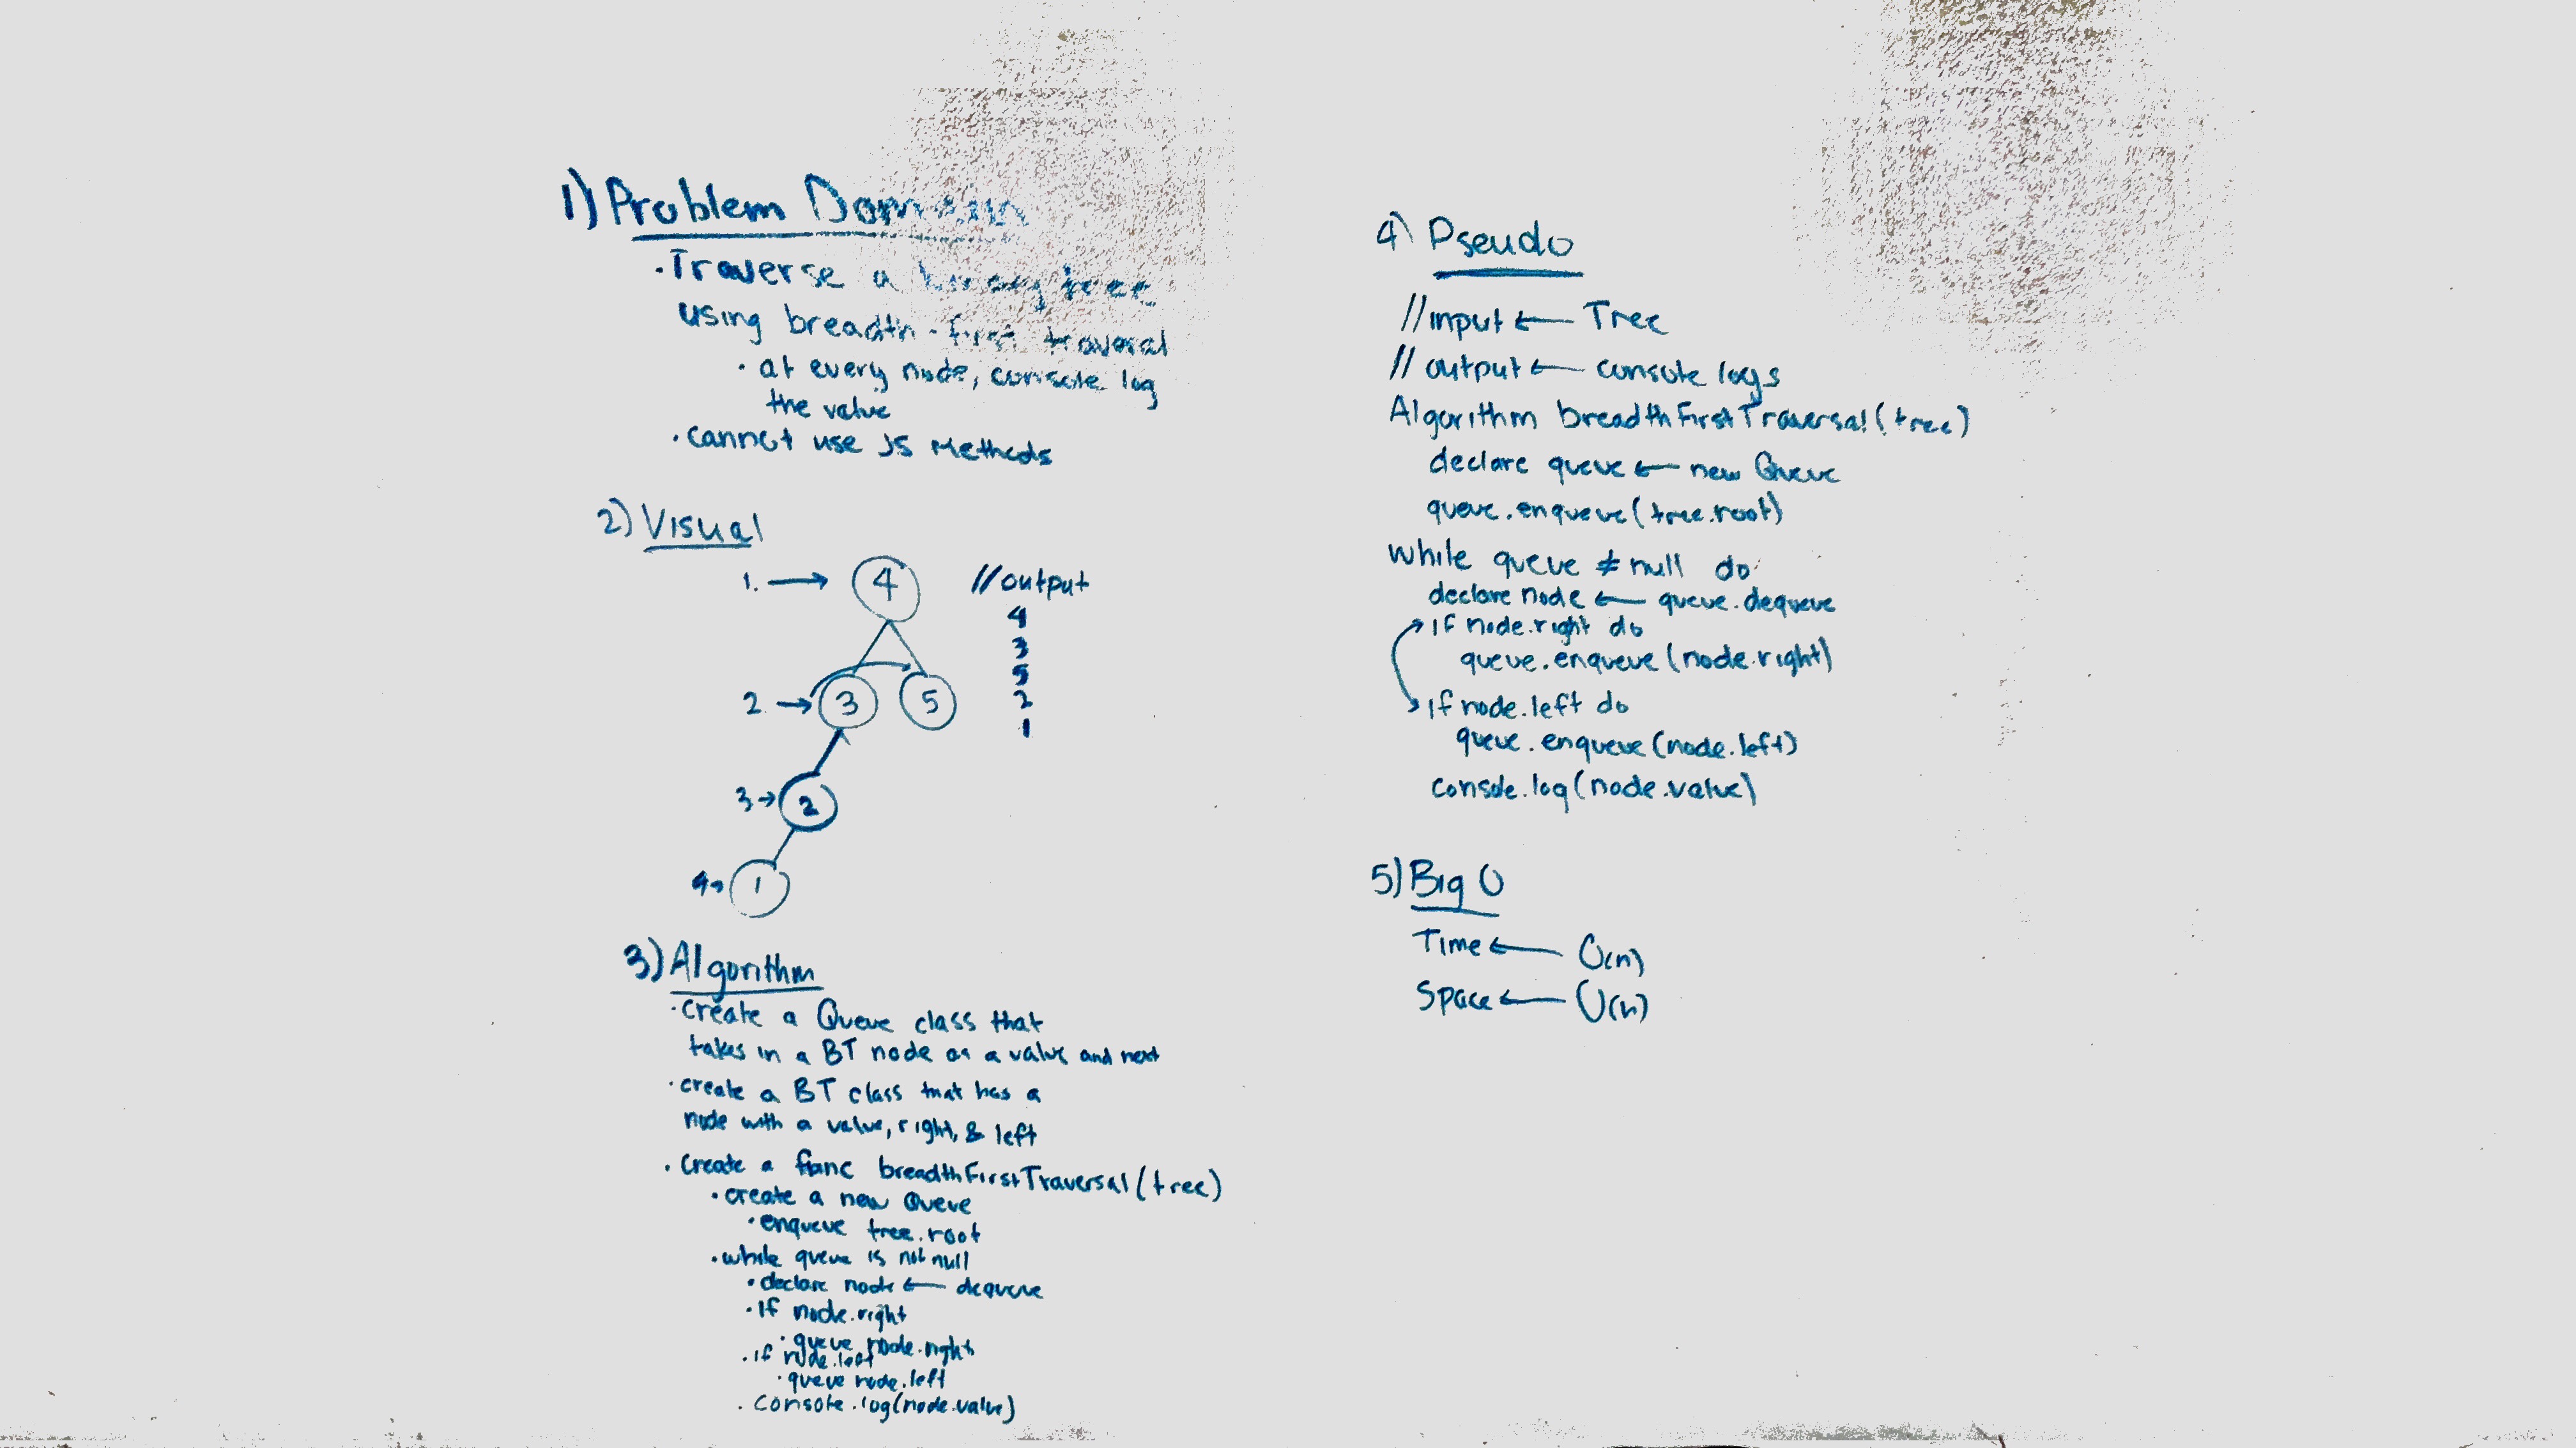 1) Problem Domain
· Traverse a binary tree
using breadth-first traversal
· at every node, console log
the value
· cannot use JS Methods
2) Visual
1. → 4
2. → 3 5
3 → 2
4 → 1
//output
4
3
5
2
1
3) Algorithm
· create a Queue class that
takes in a BT node as a value and next
· create a BT class that has a
node with a value, right, & left
· create a func breadthFirstTraversal(tree)
· create a new Queue
· enqueue tree.root
· while queue is not null
· declare node ← dequeue
· If node.right
· queue node.right
· if node.left
· queue node.left
· console.log(node.value)
4) Pseudo
//input ← Tree
// output ← console logs
Algorithm breadthFirstTraversal(tree)
declare queue ← new Queue
queue.enqueue(tree.root)
while queue ≠ null do
declare node ← queue.dequeue
if node.right do
queue.enqueue(node.right)
if node.left do
queue.enqueue(node.left)
console.log(node.value)
5) Big O
Time ← O(n)
Space ← O(n)